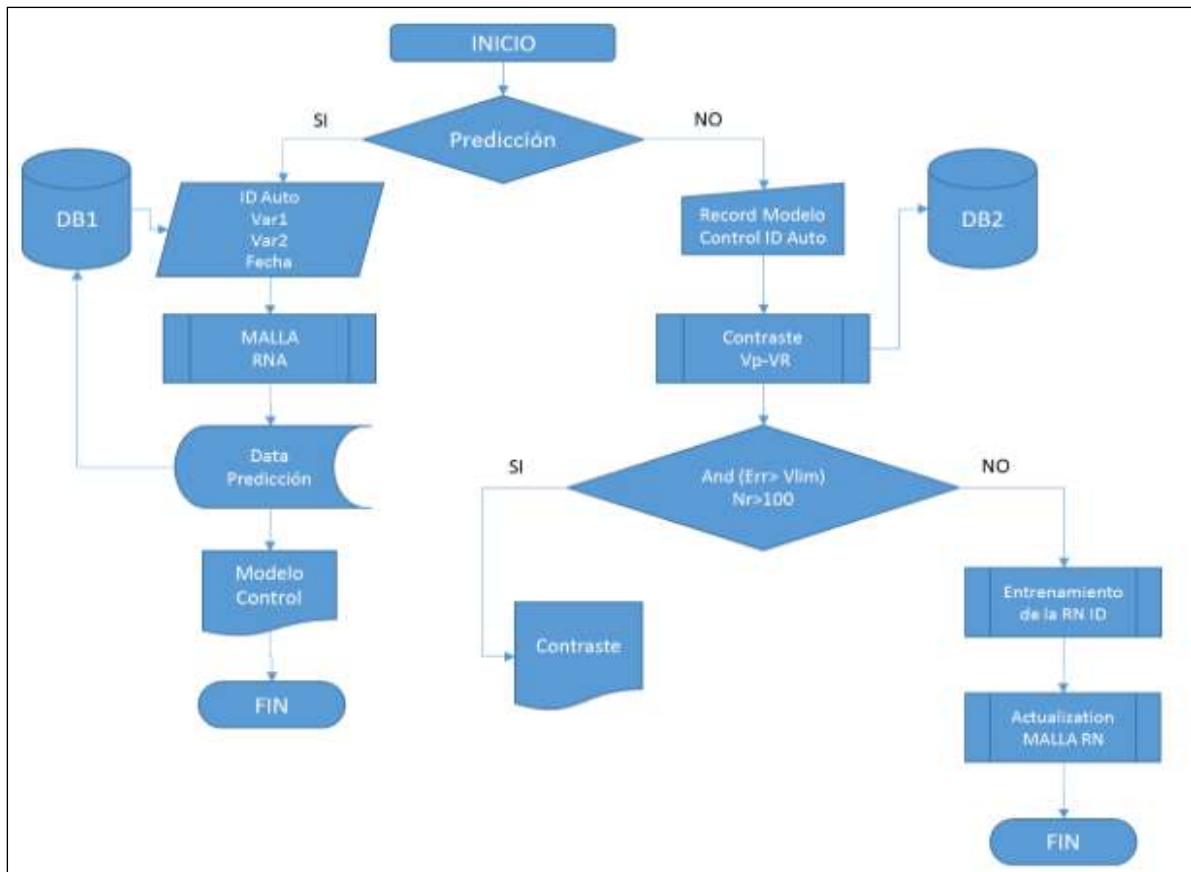 INICIO
Predicción
SI
NO
DB1
ID Auto
Var1
Var2
Fecha
Record Modelo
Control ID Auto
DB2
MALLA
RNA
Contraste
Vp-VR
Data
Predicción
SI
And (Err> Vlim)
Nr>100
NO
Modelo
Control
Contraste
Entrenamiento
de la RN ID
FIN
Actualization
MALLA RN
FIN